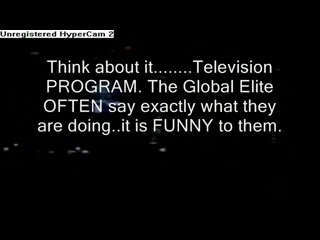 Unregistered HyperCam 2
Think about it........Television
PROGRAM. The Global Elite
OFTEN say exactly what they
are doing..it is FUNNY to them.